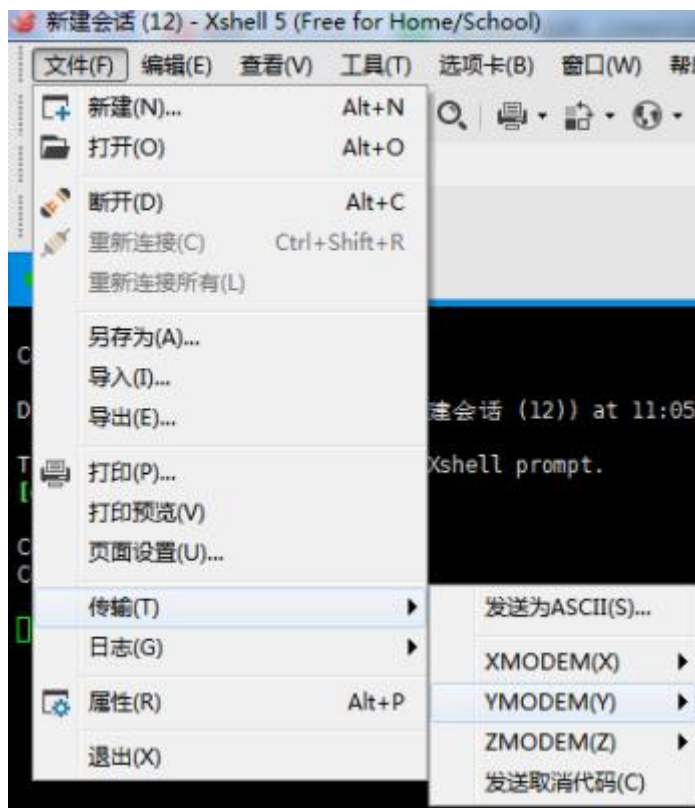 新建会话 (12) - Xshell 5 (Free for Home/School)
文件(F) 编辑(E) 查看(V) 工具(T) 选项卡(B) 窗口(W)
新建(N)... Alt+N
打开(O) Alt+O
断开(D) Alt+C
重新连接(C) Ctrl+Shift+R
重新连接所有(L)
另存为(A)...
导入(I)...
导出(E)...
建会话 (12)) at 11:05
打印(P)...
Xshell prompt.
打印预览(V)
页面设置(U)...
传输(T)
发送为ASCII(S)...
日志(G)
XMODEM(X)
属性(R) Alt+P
YMODEM(Y)
ZMODEM(Z)
退出(X)
发送取消代码(C)